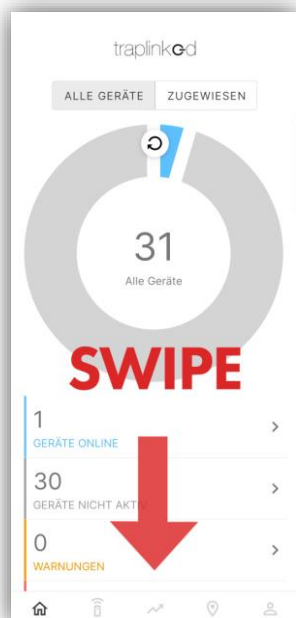 traplinked
ALLE GERÄTE ZUGEWIESEN
31
Alle Geräte
SWIPE
1
GERÄTE ONLINE
30
GERÄTE NICHT AKTIV
0
WARNUNGEN